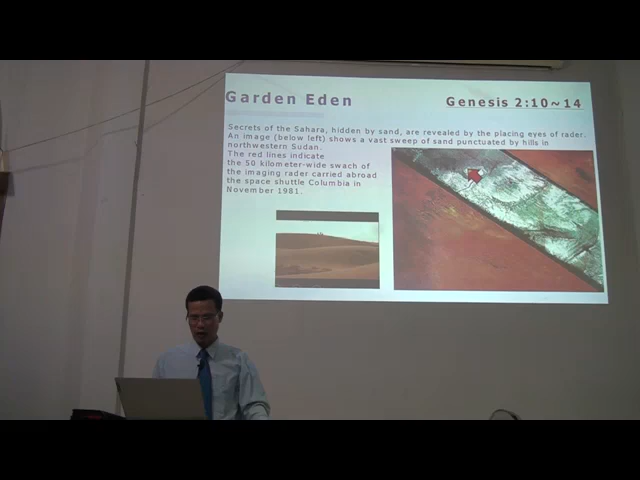 Garden Eden
Genesis 2:10~14
Secrets of the Sahara, hidden by sand, are revealed by the placing eyes of rader.
An image (below left) shows a vast sweep of sand punctuated by hills in
northwestern Sudan.
The red lines indicate
the 50 kilometer-wide swach of
the imaging rader carried abroad
the space shuttle Columbia in
November 1981.